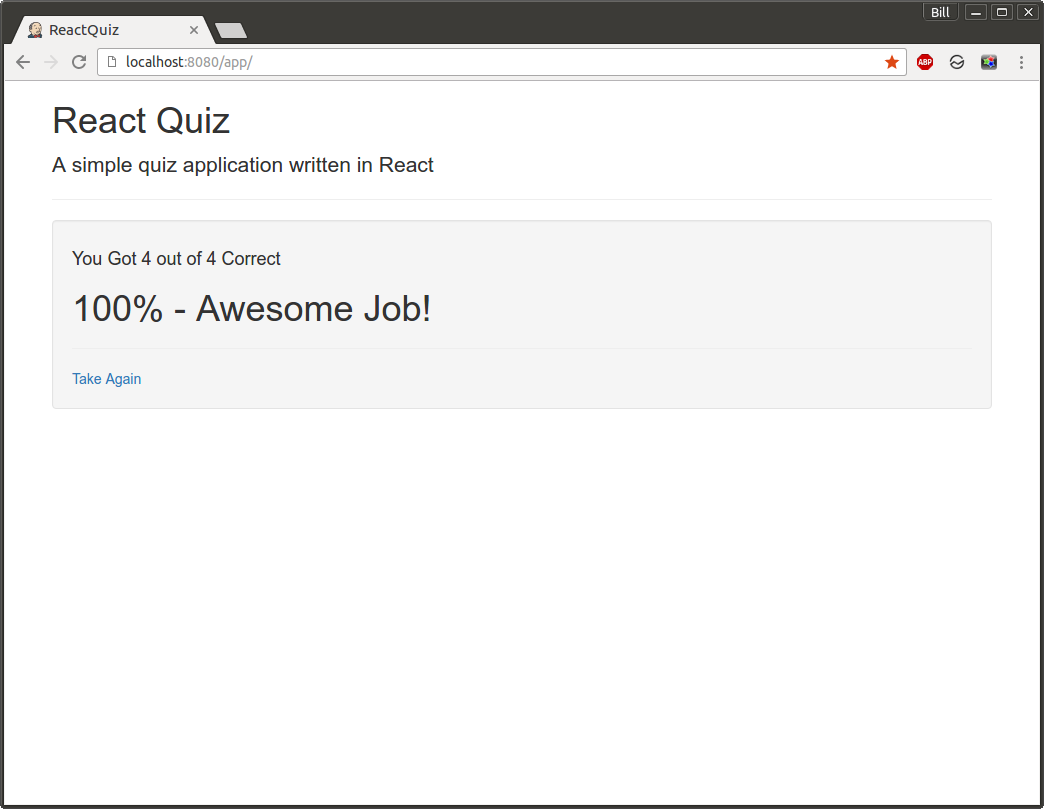 Bill
ReactQuiz
localhost:8080/app/
ABP
React Quiz
A simple quiz application written in React
You Got 4 out of 4 Correct
100% - Awesome Job!
Take Again